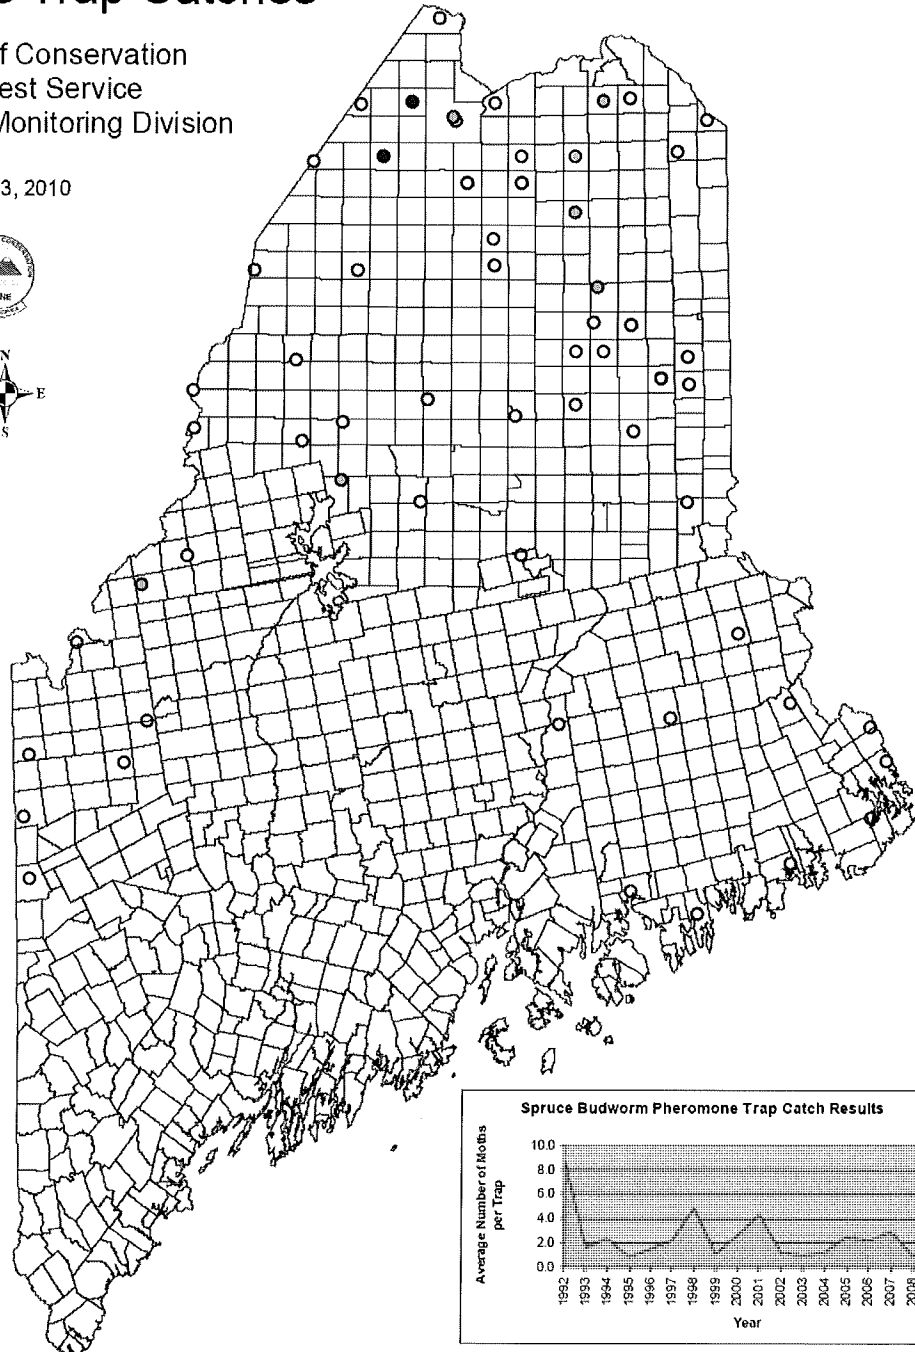 Trap Catches
f Conservation
est Service
Monitoring Division
3, 2010
CONSERVATION
NE
N
E
S
Spruce Budworm Pheromone Trap Catch Results
Average Number of Moths
per Trap
10.0
8.0
6.0
4.0
2.0
0.0
1992
1993
1994
1995
1996
1997
1998
1999
2000
2001
2002
2003
2004
2005
2006
2007
2008
Year